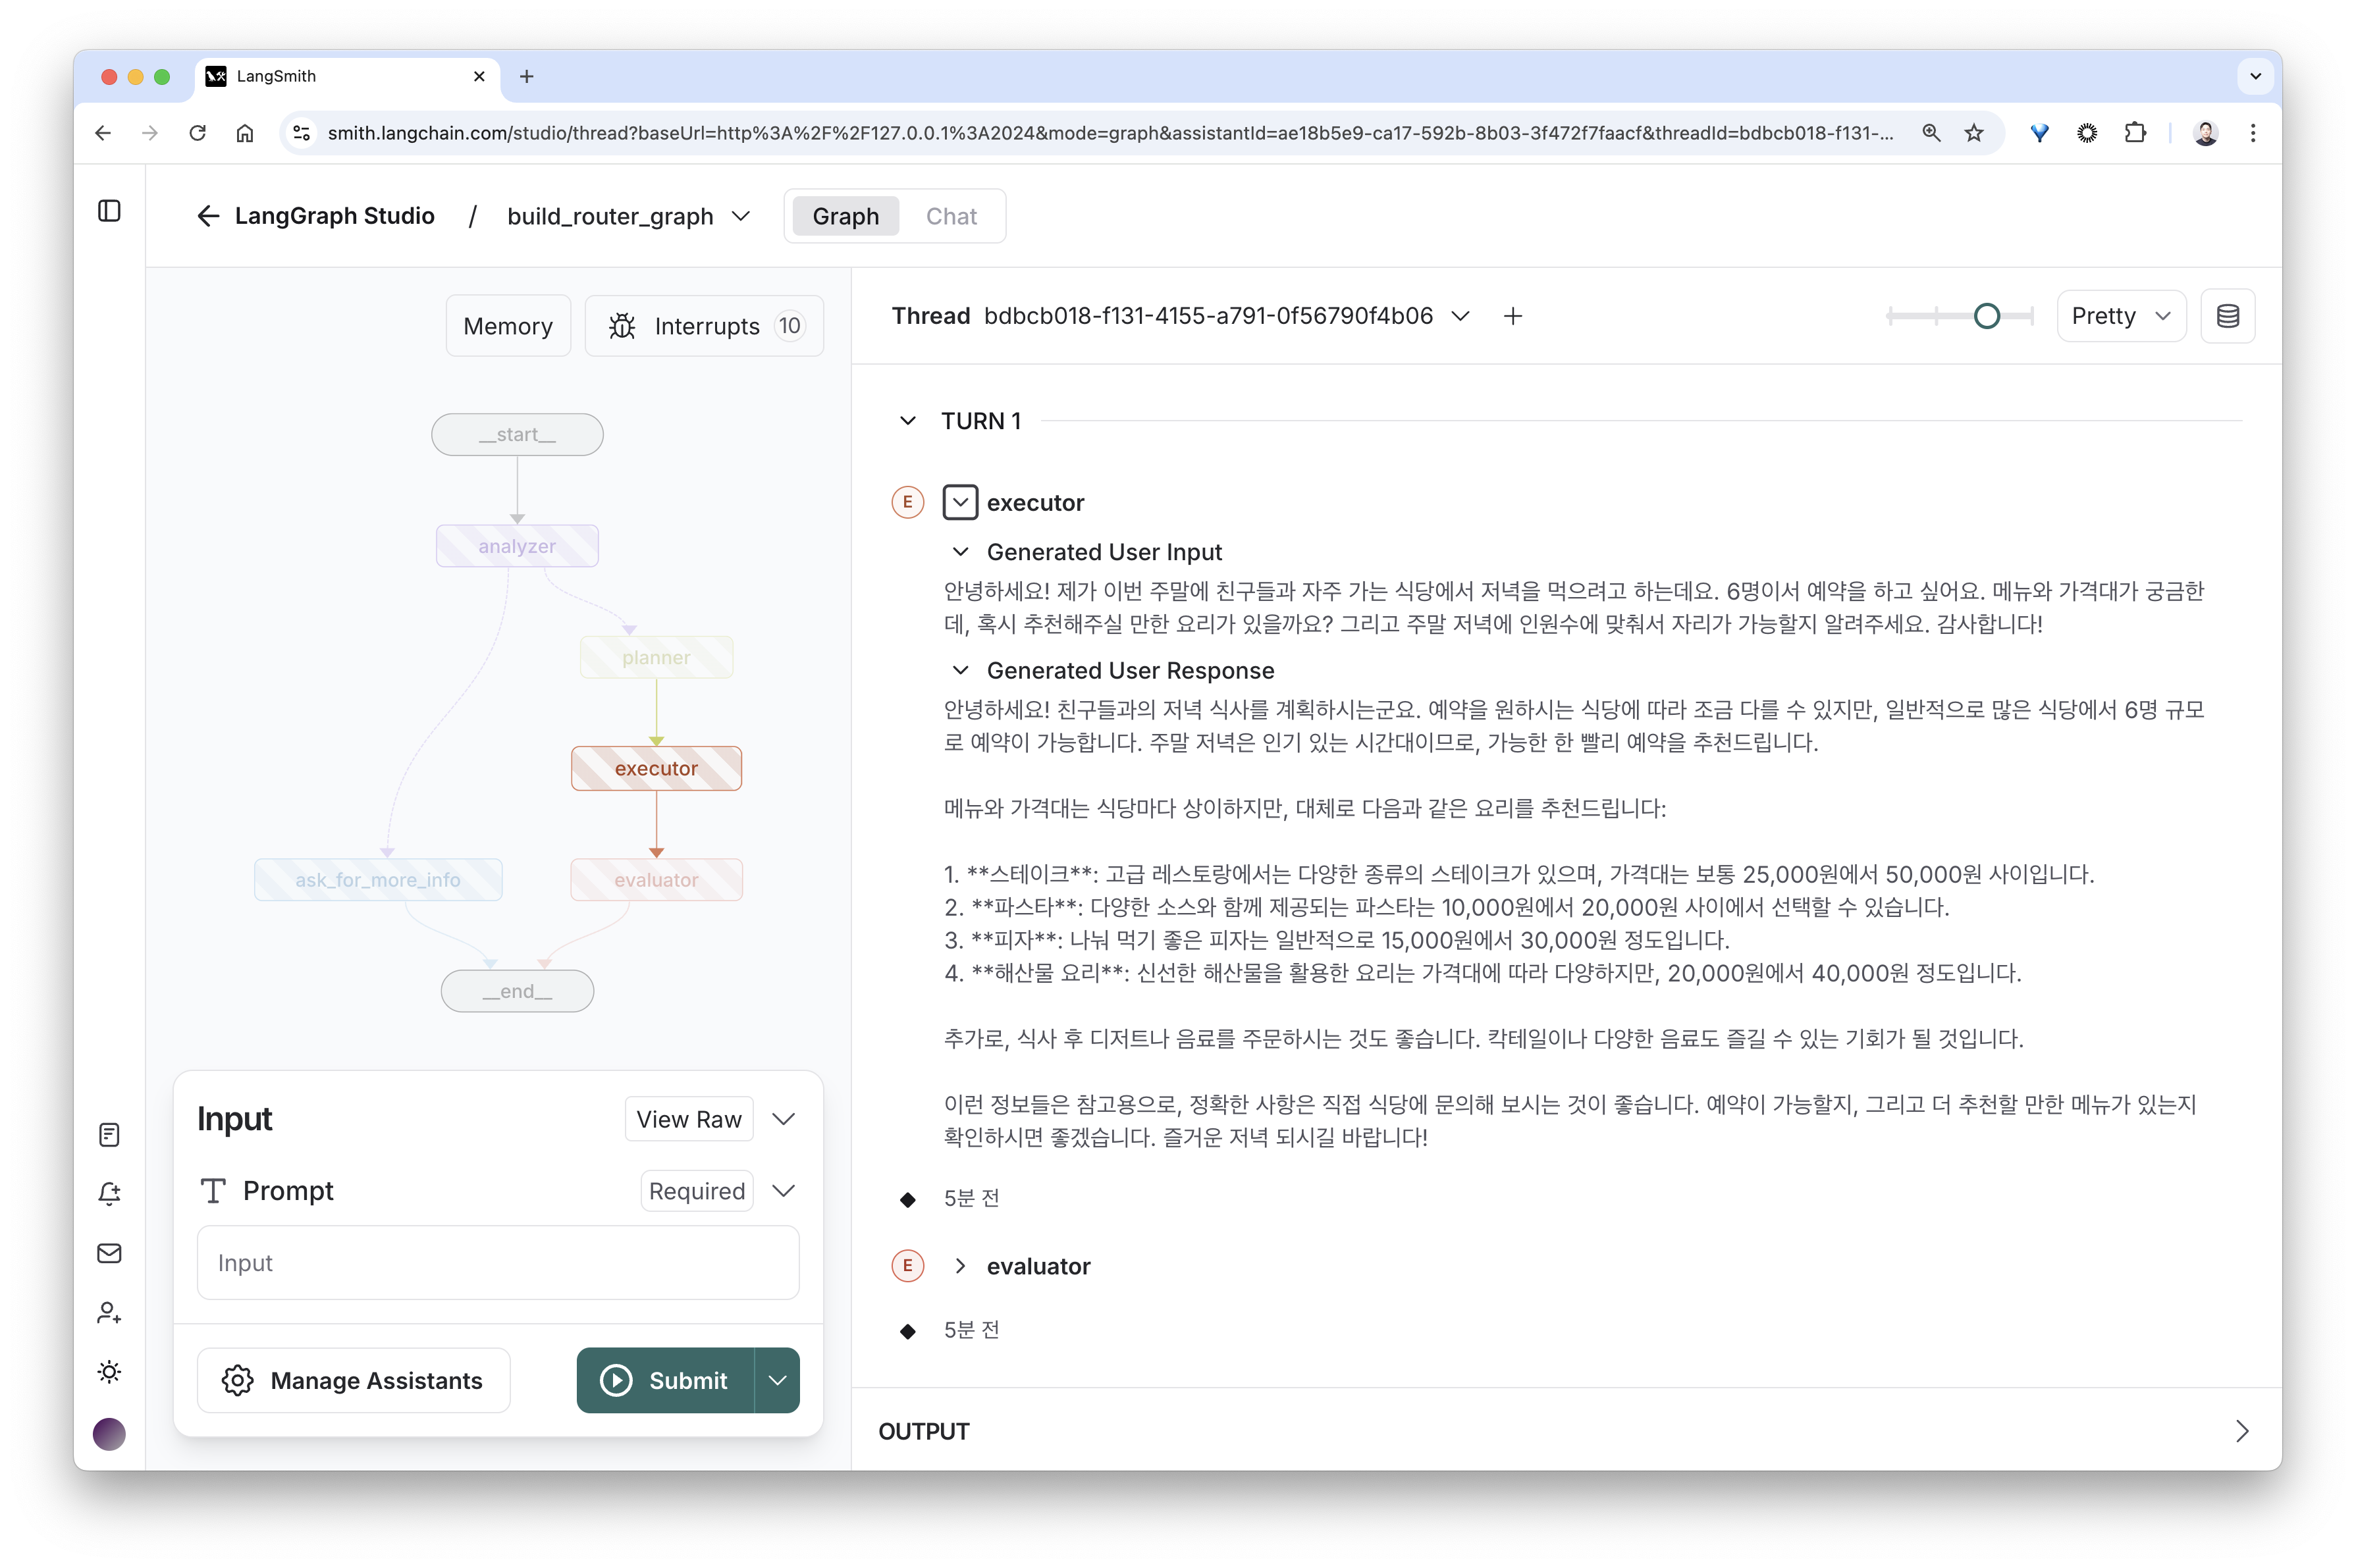 LangSmith
smith.langchain.com/studio/thread?baseUrl=http%3A%2F%2F127.0.0.1%3A2024&mode=graph&assistantId=ae18b5e9-ca17-592b-8b03-3f472f7faacf&threadId=bdbcb018-f131-...
LangGraph Studio / build_router_graph
Graph
Chat
Memory
Interrupts 10
__start__
analyzer
planner
executor
ask_for_more_info
evaluator
__end__
Input
View Raw
Prompt
Required
Input
Manage Assistants
Submit
Thread bdbcb018-f131-4155-a791-0f56790f4b06
Pretty
TURN 1
E executor
Generated User Input
안녕하세요! 제가 이번 주말에 친구들과 자주 가는 식당에서 저녁을 먹으려고 하는데요. 6명이서 예약을 하고 싶어요. 메뉴와 가격대가 궁금한
데, 혹시 추천해주실 만한 요리가 있을까요? 그리고 주말 저녁에 인원수에 맞춰서 자리가 가능할지 알려주세요. 감사합니다!
Generated User Response
안녕하세요! 친구들과의 저녁 식사를 계획하시는군요. 예약을 원하시는 식당에 따라 조금 다를 수 있지만, 일반적으로 많은 식당에서 6명 규모
로 예약이 가능합니다. 주말 저녁은 인기 있는 시간대이므로, 가능한 한 빨리 예약을 추천드립니다.
메뉴와 가격대는 식당마다 상이하지만, 대체로 다음과 같은 요리를 추천드립니다:
1. **스테이크**: 고급 레스토랑에서는 다양한 종류의 스테이크가 있으며, 가격대는 보통 25,000원에서 50,000원 사이입니다.
2. **파스타**: 다양한 소스와 함께 제공되는 파스타는 10,000원에서 20,000원 사이에서 선택할 수 있습니다.
3. **피자**: 나눠 먹기 좋은 피자는 일반적으로 15,000원에서 30,000원 정도입니다.
4. **해산물 요리**: 신선한 해산물을 활용한 요리는 가격대에 따라 다양하지만, 20,000원에서 40,000원 정도입니다.
추가로, 식사 후 디저트나 음료를 주문하시는 것도 좋습니다. 칵테일이나 다양한 음료도 즐길 수 있는 기회가 될 것입니다.
이런 정보들은 참고용으로, 정확한 사항은 직접 식당에 문의해 보시는 것이 좋습니다. 예약이 가능할지, 그리고 더 추천할 만한 메뉴가 있는지
확인하시면 좋겠습니다. 즐거운 저녁 되시길 바랍니다!
5분 전
E evaluator
5분 전
OUTPUT